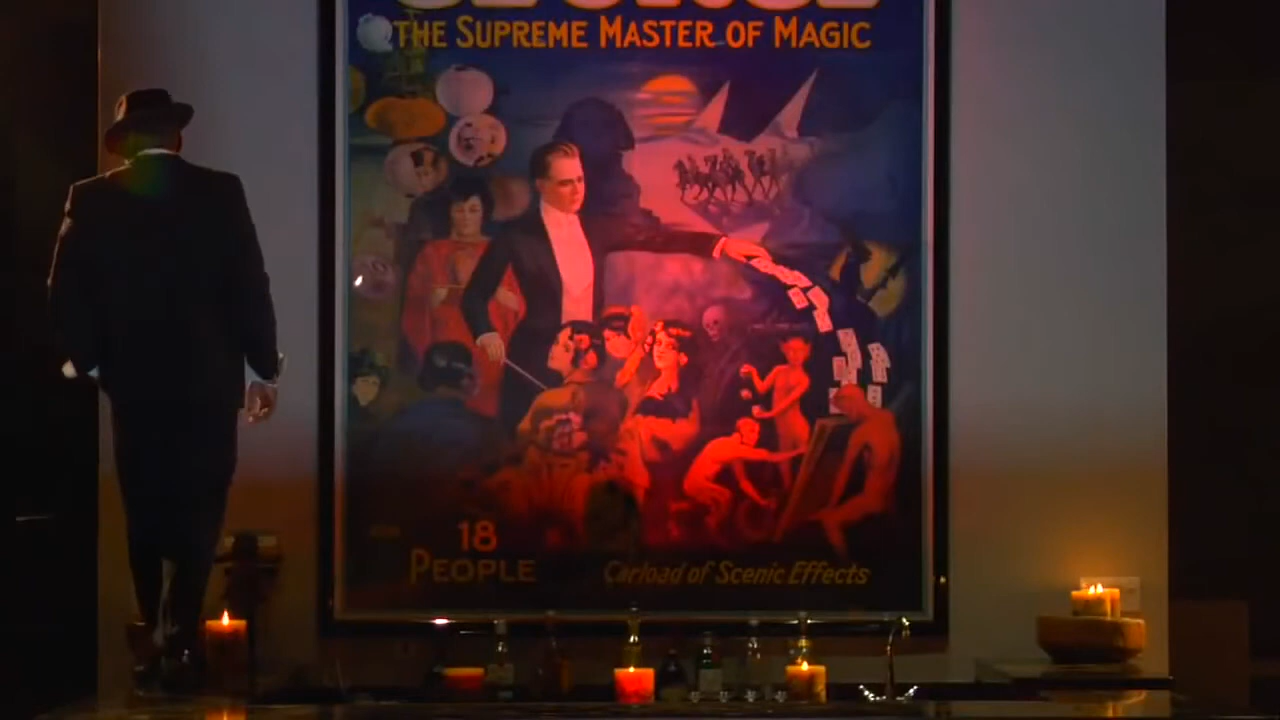 THE SUPREME MASTER OF MAGIC
18
PEOPLE
Carload of Scenic Effects